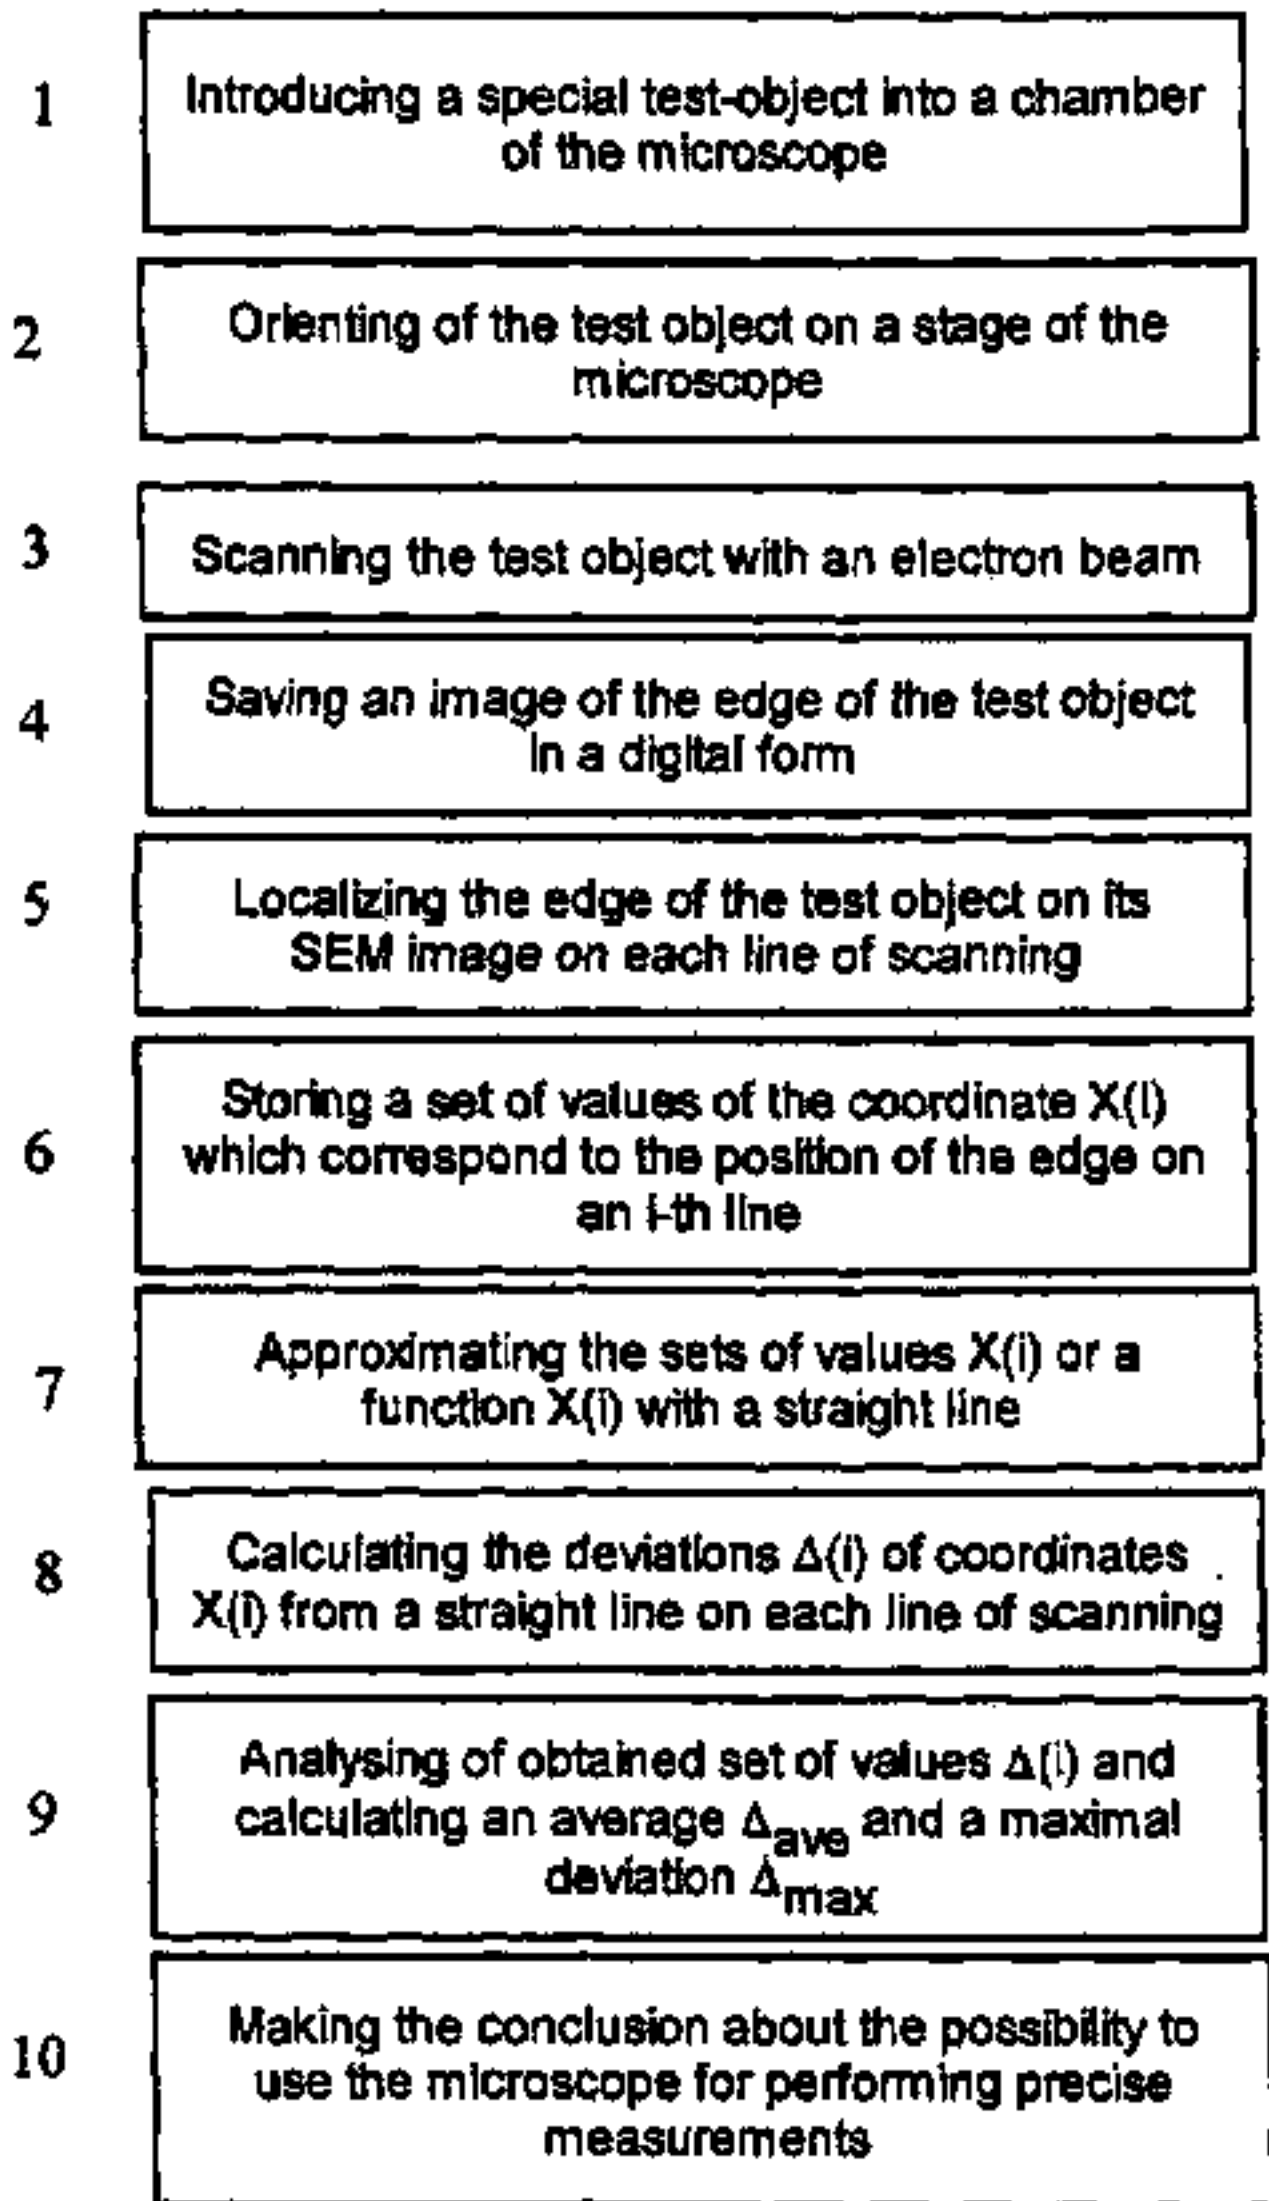 1
Introducing a special test-object into a chamber
of the microscope
2
Orienting of the test object on a stage of the
microscope
3
Scanning the test object with an electron beam
4
Saving an image of the edge of the test object
in a digital form
5
Localizing the edge of the test object on its
SEM image on each line of scanning
6
Storing a set of values of the coordinate X(i)
which correspond to the position of the edge on
an i-th line
7
Approximating the sets of values X(i) or a
function X(i) with a straight line
8
Calculating the deviations Δ(i) of coordinates
X(i) from a straight line on each line of scanning
9
Analysing of obtained set of values Δ(i) and
calculating an average Δave and a maximal
deviation Δmax
10
Making the conclusion about the possibility to
use the microscope for performing precise
measurements